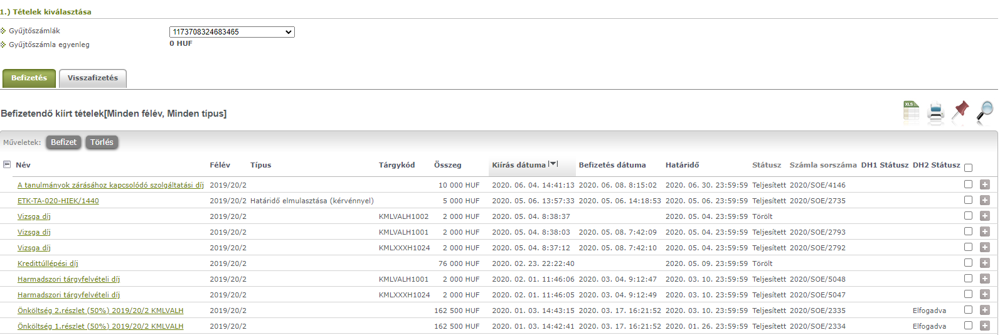 1.) Tételek kiválasztása
Gyűjtőszámlák 1173708324683465
Gyűjtőszámla egyenleg 0 HUF
Befizetés Visszafizetés
XLS
Befizetendő kiírt tételek[Minden félév, Minden típus]
Műveletek: Befizet Törlés
Név Félév Típus Tárgykód Összeg Kiírás dátuma Befizetés dátuma Határidő Státusz Számla sorszáma DH1 Státusz DH2 Státusz
A tanulmányok zárásához kapcsolódó szolgáltatási díj 2019/20/2 10 000 HUF 2020. 06. 04. 14:41:13 2020. 06. 08. 8:15:02 2020. 06. 30. 23:59:59 Teljesített 2020/SOE/4146
ETK-TA-020-HIEK/1440 2019/20/2 Határidő elmulasztása (kérvénnyel) 5 000 HUF 2020. 05. 06. 13:57:33 2020. 05. 06. 14:18:53 2020. 05. 06. 23:59:59 Teljesített 2020/SOE/2735
Vizsga díj 2019/20/2 KMLVALH1002 2 000 HUF 2020. 05. 04. 8:38:37 2020. 05. 04. 23:59:59 Törölt
Vizsga díj 2019/20/2 KMLVALH1001 2 000 HUF 2020. 05. 04. 8:38:03 2020. 05. 08. 7:42:09 2020. 05. 04. 23:59:59 Teljesített 2020/SOE/2793
Vizsga díj 2019/20/2 KMLXXXH1024 2 000 HUF 2020. 05. 04. 8:37:12 2020. 05. 08. 7:42:10 2020. 05. 04. 23:59:59 Teljesített 2020/SOE/2792
Kredittúllépési díj 2019/20/2 76 000 HUF 2020. 02. 23. 22:22:40 2020. 05. 09. 23:59:59 Törölt
Harmadszori tárgyfelvételi díj 2019/20/2 KMLVALH1001 2 000 HUF 2020. 02. 01. 11:46:06 2020. 03. 04. 9:12:47 2020. 03. 10. 23:59:59 Teljesített 2020/SOE/5048
Harmadszori tárgyfelvételi díj 2019/20/2 KMLXXXH1024 2 000 HUF 2020. 02. 01. 11:46:05 2020. 03. 04. 9:12:49 2020. 03. 10. 23:59:59 Teljesített 2020/SOE/5047
Önköltség 2.részlet (50%) 2019/20/2 KMLVALH 2019/20/2 162 500 HUF 2020. 01. 03. 14:43:15 2020. 03. 17. 16:21:52 2020. 03. 10. 23:59:59 Teljesített 2020/SOE/2335 Elfogadva
Önköltség 1.részlet (50%) 2019/20/2 KMLVALH 2019/20/2 162 500 HUF 2020. 01. 03. 14:42:41 2020. 03. 17. 16:21:52 2020. 01. 26. 23:59:59 Teljesített 2020/SOE/2334 Elfogadva